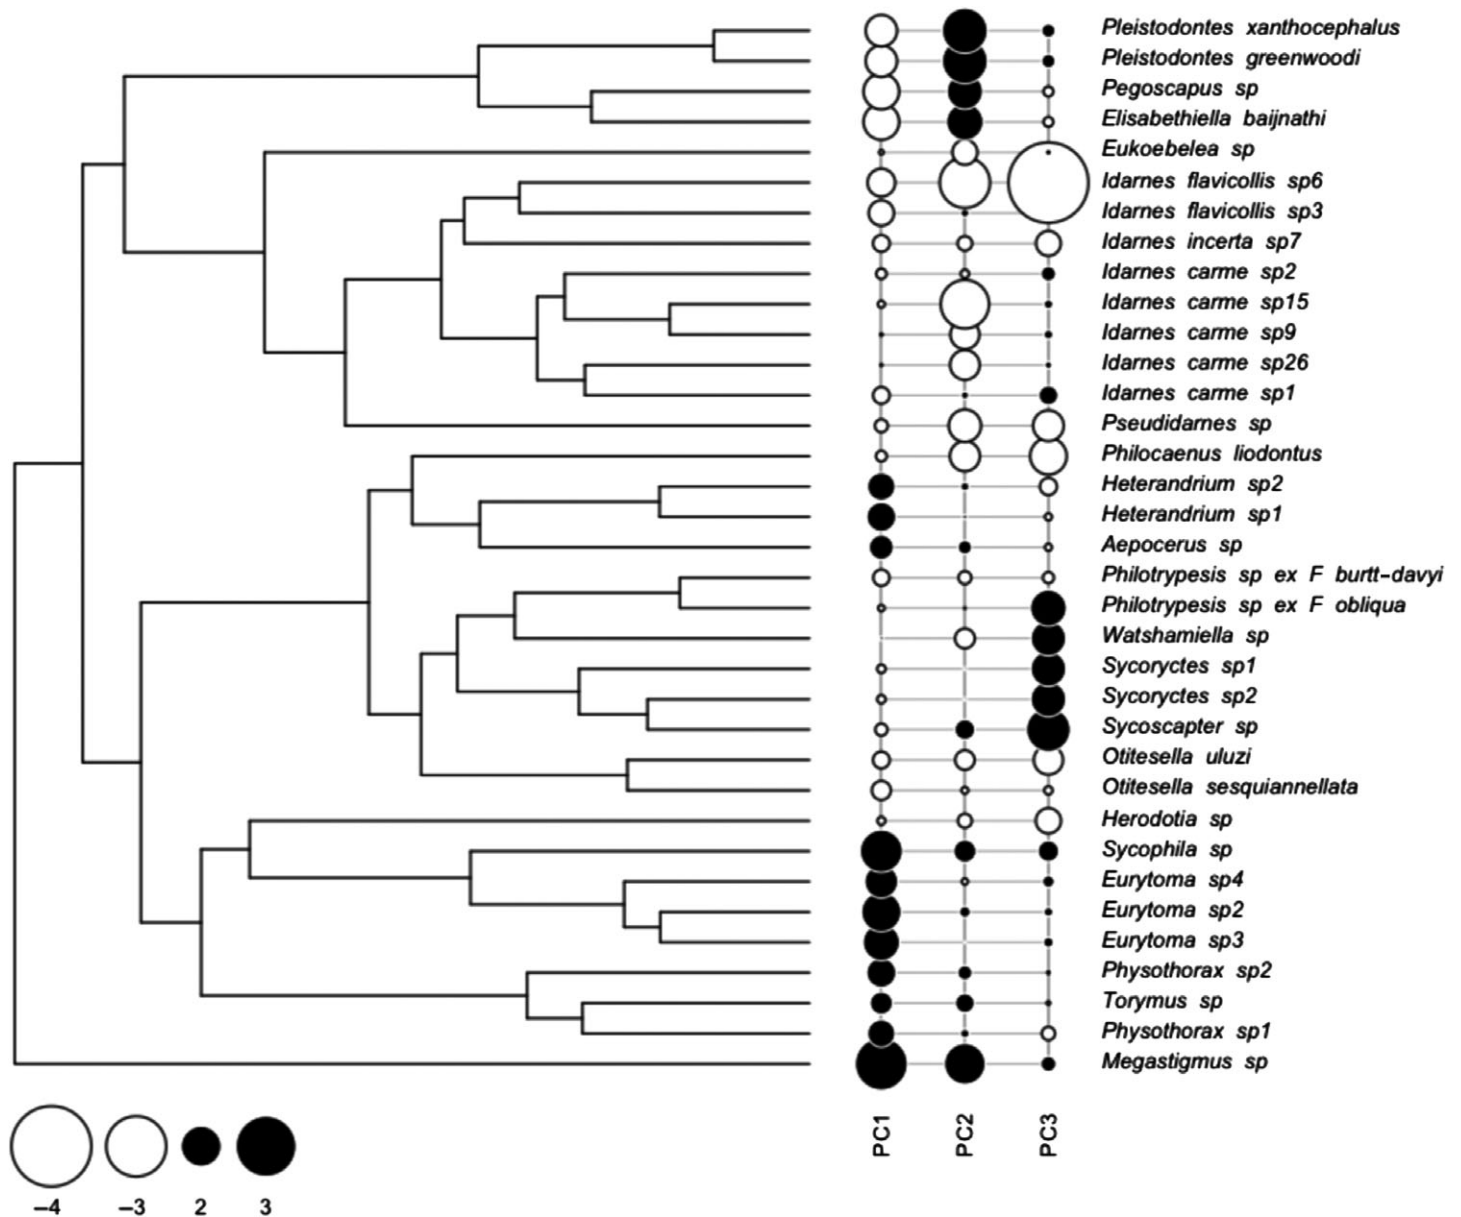 Pleistodontes xanthocephalus
Pleistodontes greenwoodi
Pegoscapus sp
Elisabethiella baijnathi
Eukoebelea sp
Idarnes flavicollis sp6
Idarnes flavicollis sp3
Idarnes incerta sp7
Idarnes carme sp2
Idarnes carme sp15
Idarnes carme sp9
Idarnes carme sp26
Idarnes carme sp1
Pseudidarnes sp
Philocaenus liodontus
Heterandrium sp2
Heterandrium sp1
Aepocerus sp
Philotrypesis sp ex F burtt-davyi
Philotrypesis sp ex F obliqua
Watshamiella sp
Sycoryctes sp1
Sycoryctes sp2
Sycoscapter sp
Otitesella uluzi
Otitesella sesquiannellata
Herodotia sp
Sycophila sp
Eurytoma sp4
Eurytoma sp2
Eurytoma sp3
Physothorax sp2
Torymus sp
Physothorax sp1
Megastigmus sp
PC1 PC2 PC3
−4 −3 2 3